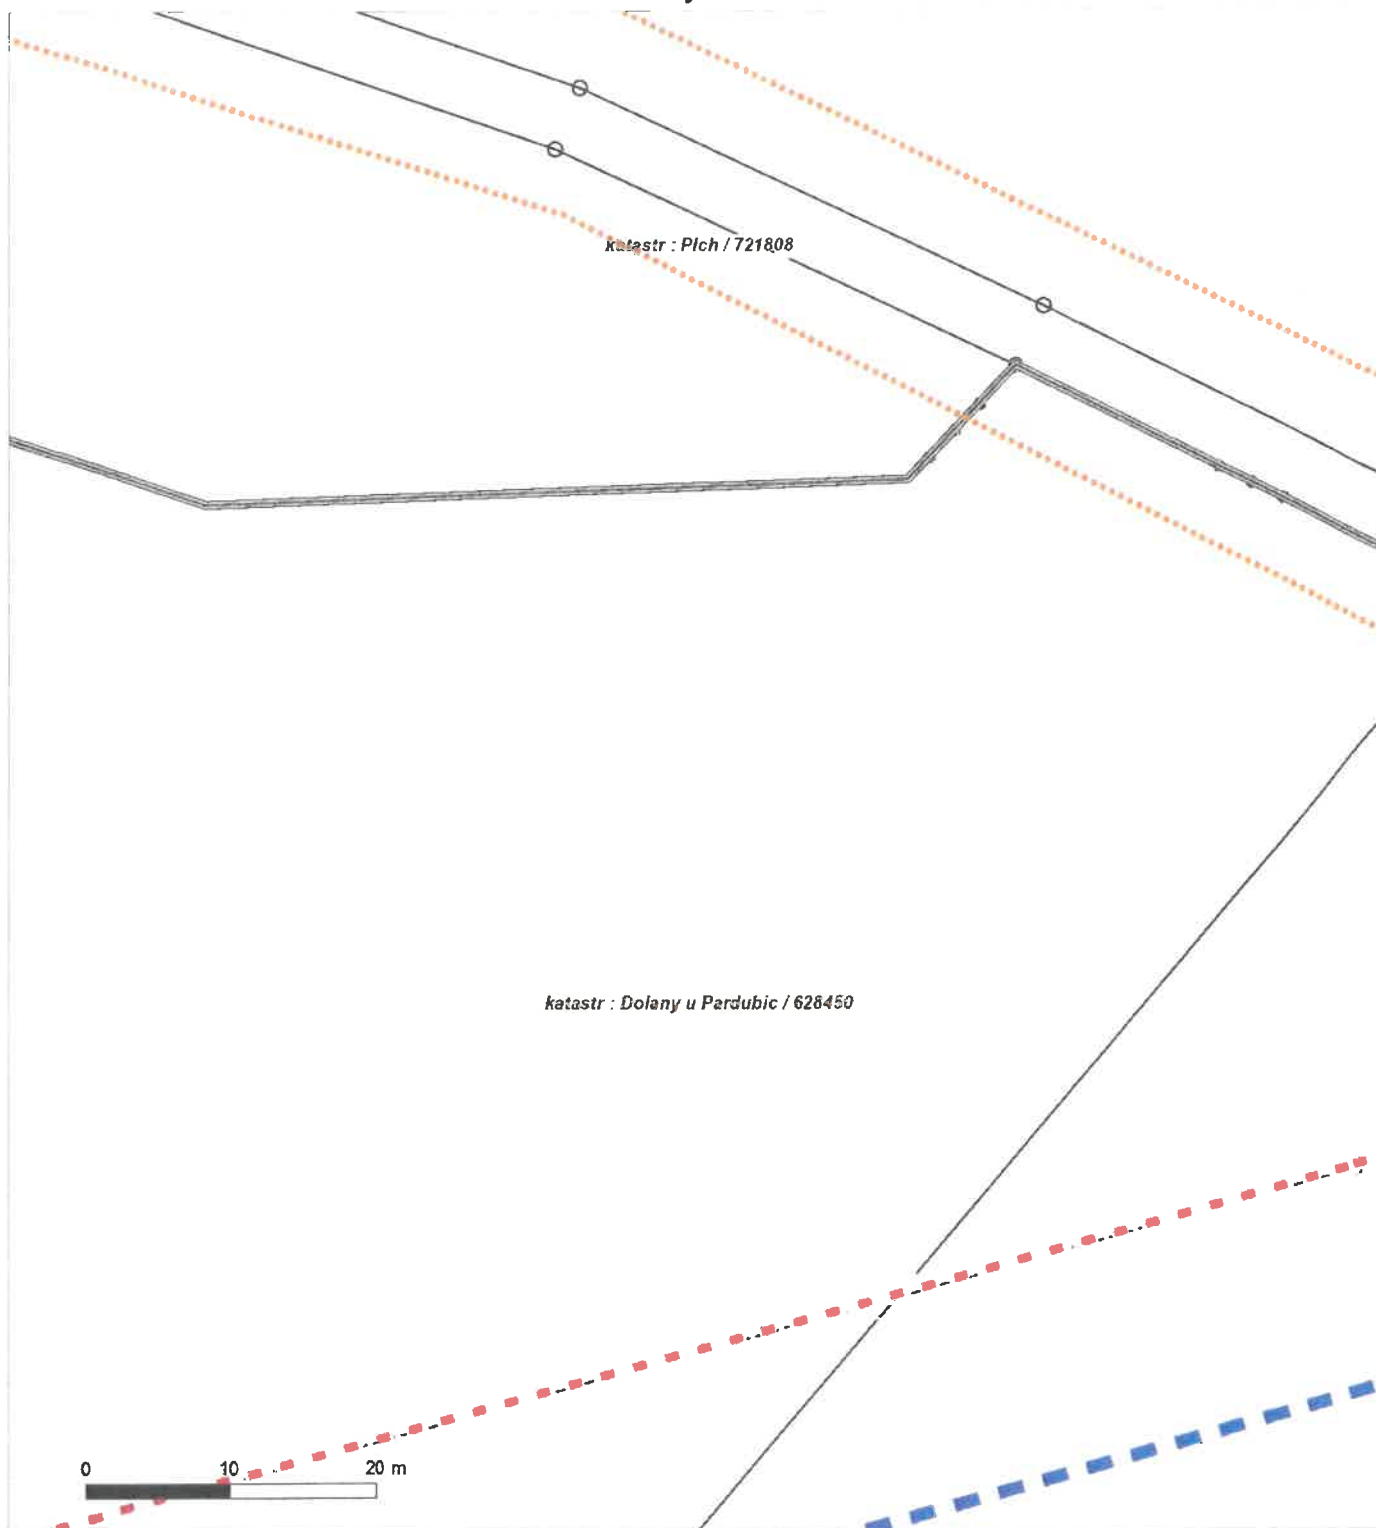 katastr : Plch / 721808
katastr : Dolany u Pardubic / 628450
0 10 20 m